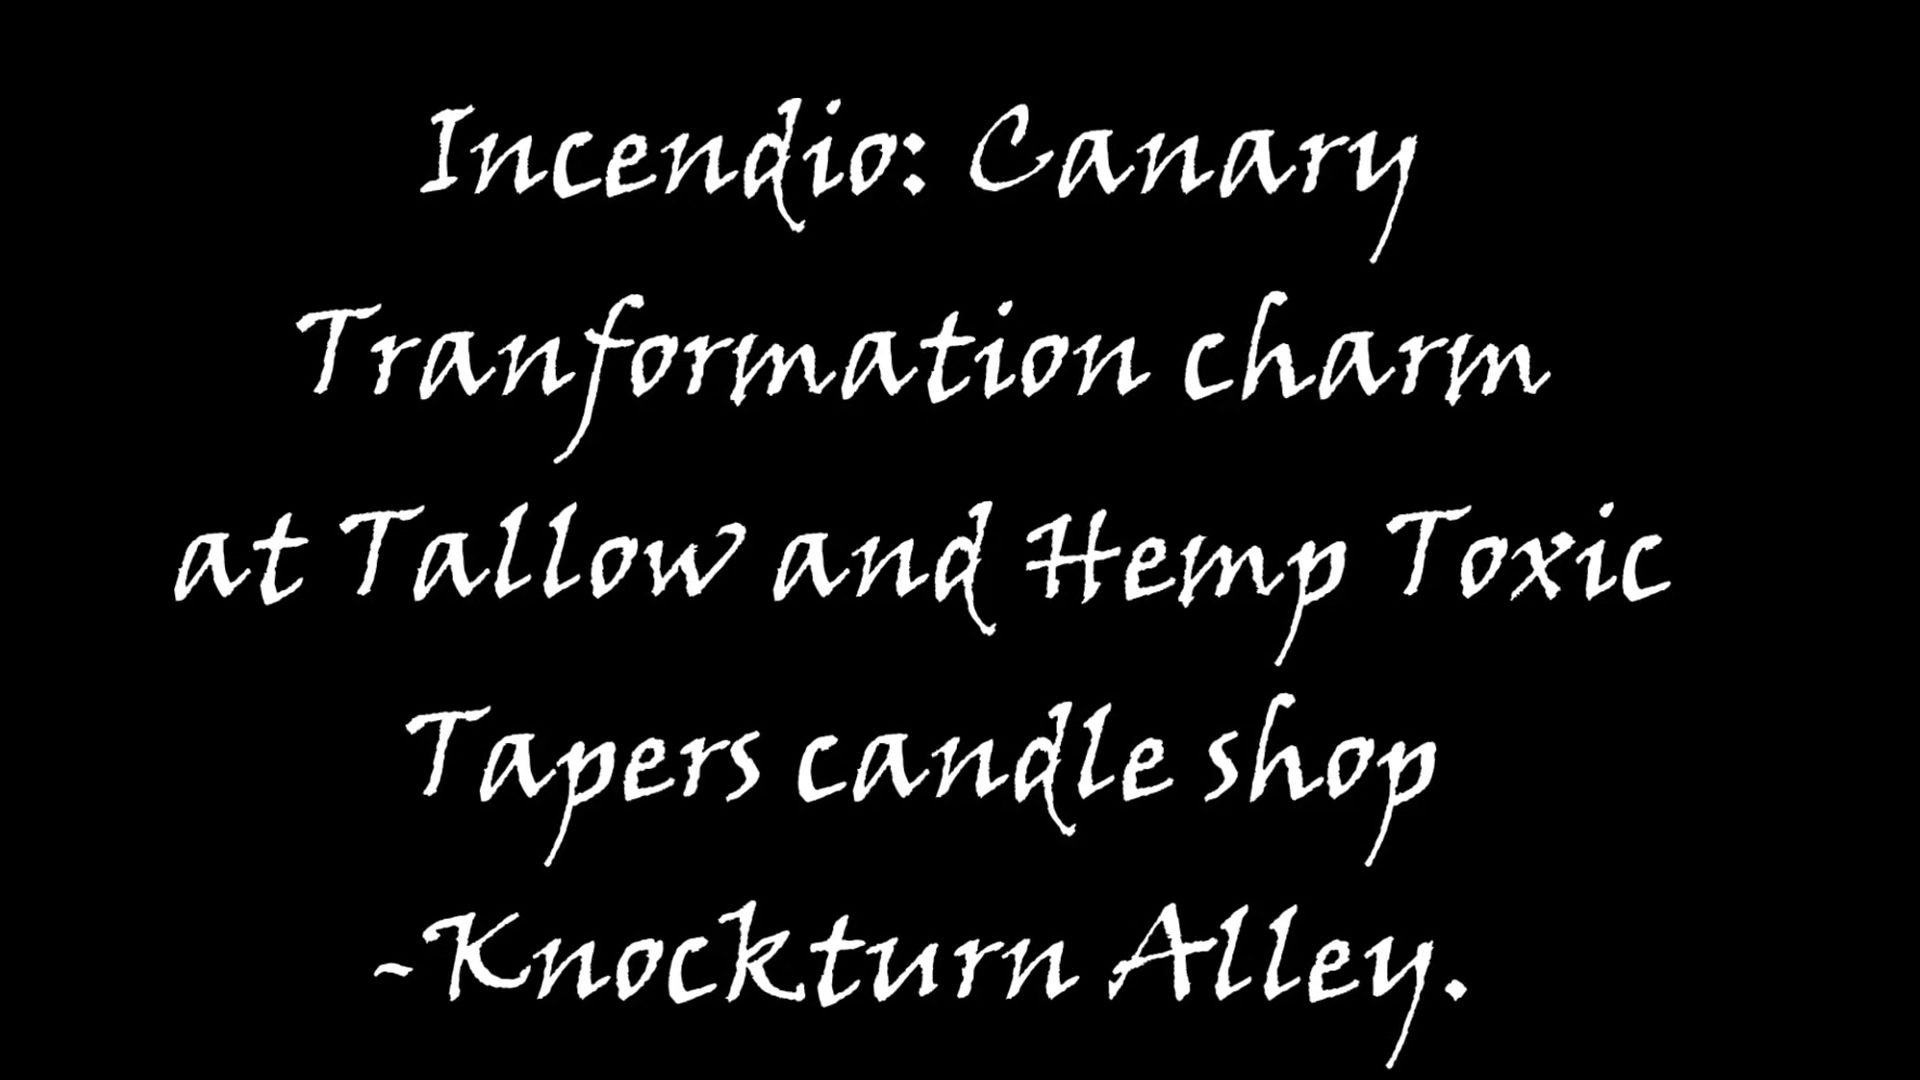 Incendio: Canary
Tranformation charm
at Tallow and Hemp Toxic
Tapers candle shop
-Knockturn Alley.